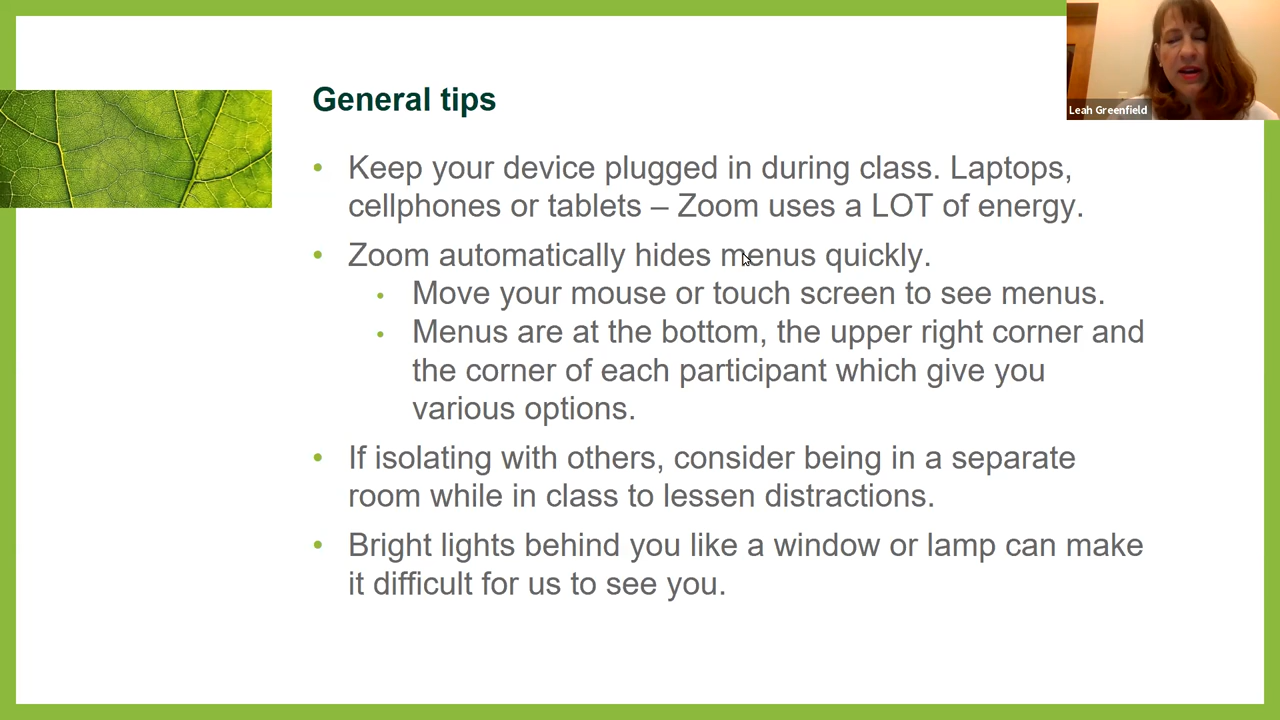 General tips
Keep your device plugged in during class. Laptops,
cellphones or tablets – Zoom uses a LOT of energy.
Zoom automatically hides menus quickly.
Move your mouse or touch screen to see menus.
Menus are at the bottom, the upper right corner and
the corner of each participant which give you
various options.
If isolating with others, consider being in a separate
room while in class to lessen distractions.
Bright lights behind you like a window or lamp can make
it difficult for us to see you.
Leah Greenfield